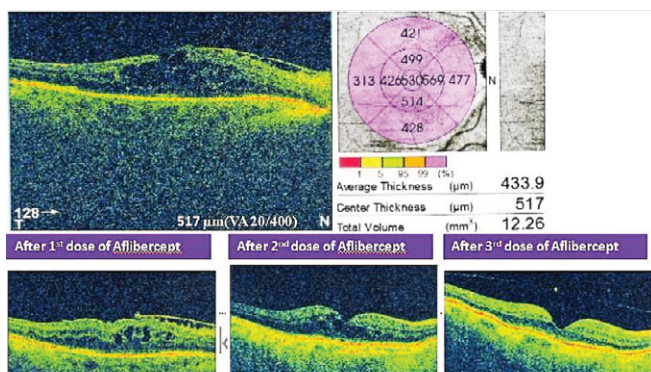 421
499
313 426 530 569 477 N
514
428
1 5 95 99 (%)
Average Thickness (μm) 433.9
Center Thickness (μm) 517
Total Volume (mm³) 12.26
128→
T 517 μm(VA 20/400) N
After 1st dose of Aflibercept
After 2nd dose of Aflibercept
After 3rd dose of Aflibercept